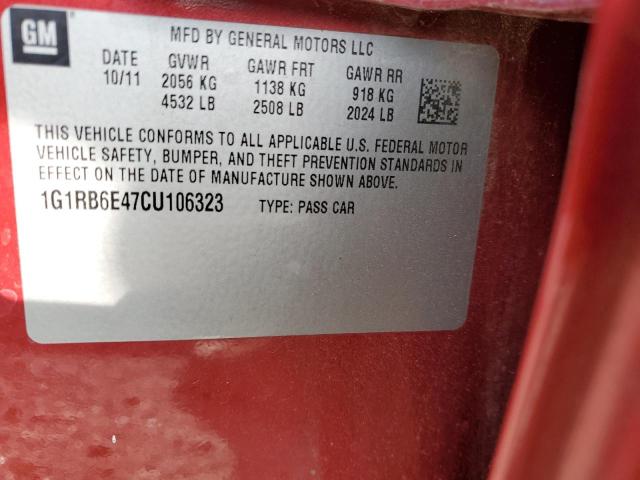 GM
MFD BY GENERAL MOTORS LLC
DATE GVWR GAWR FRT GAWR RR
10/11 2056 KG 1138 KG 918 KG
4532 LB 2508 LB 2024 LB
THIS VEHICLE CONFORMS TO ALL APPLICABLE U.S. FEDERAL MOTOR
VEHICLE SAFETY, BUMPER, AND THEFT PREVENTION STANDARDS IN
EFFECT ON THE DATE OF MANUFACTURE SHOWN ABOVE.
1G1RB6E47CU106323 TYPE: PASS CAR